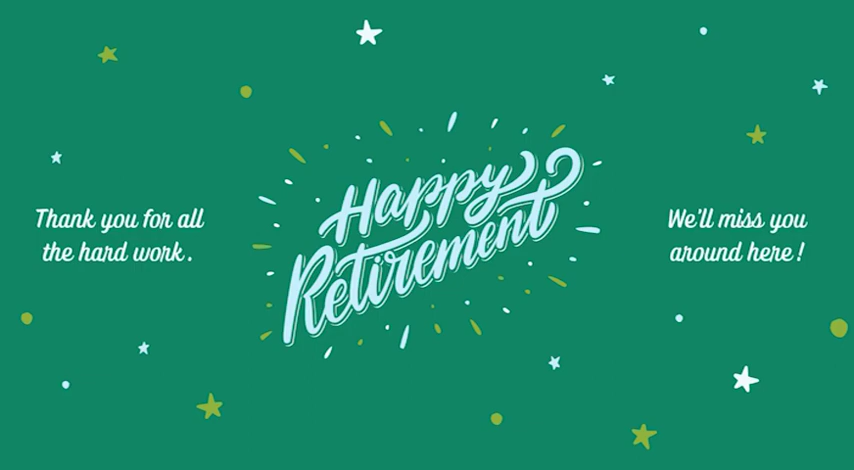 Thank you for all
the hard work.
Happy
Retirement
We'll miss you
around here!